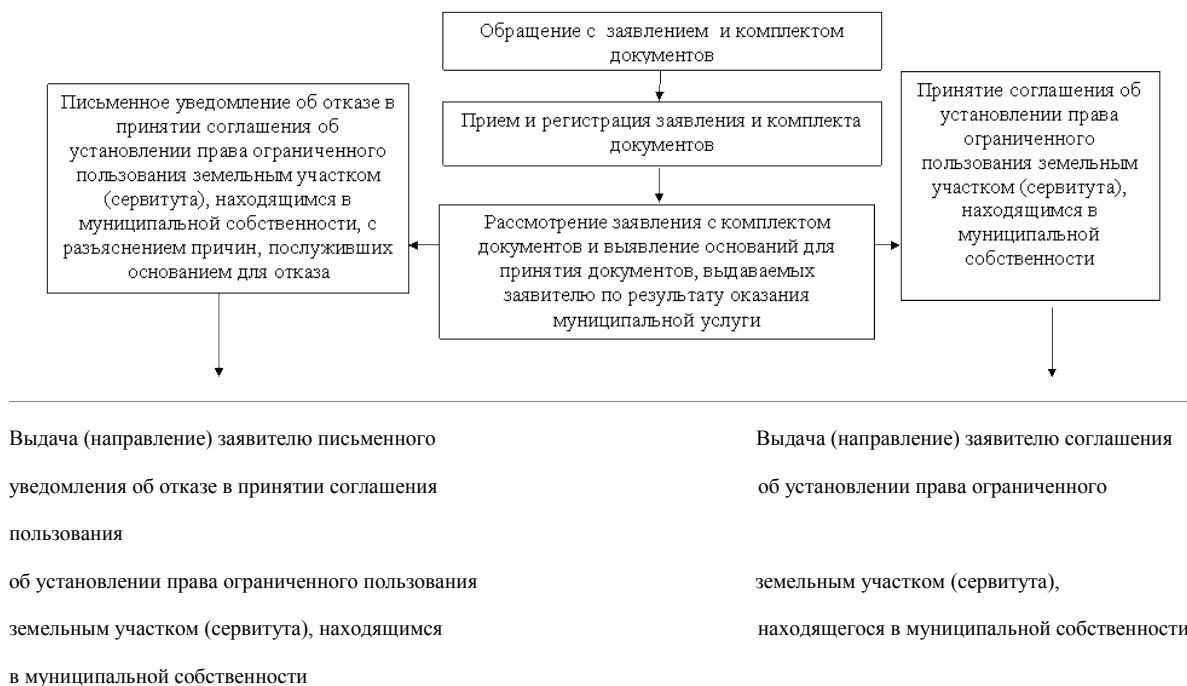 Обращение с заявлением и комплектом
документов
Письменное уведомление об отказе в
принятии соглашения об
установлении права ограниченного
пользования земельным участком
(сервитута), находящимся в
муниципальной собственности, с
разъяснением причин, послуживших
основанием для отказа
Прием и регистрация заявления и комплекта
документов
Принятие соглашения об
установлении права
ограниченного
пользования земельным
участком (сервитута),
находящимся в
муниципальной
собственности
Рассмотрение заявления с комплектом
документов и выявление оснований для
принятия документов, выдаваемых
заявителю по результату оказания
муниципальной услуги
Выдача (направление) заявителю письменного Выдача (направление) заявителю соглашения
уведомления об отказе в принятии соглашения об установлении права ограниченного
пользования
об установлении права ограниченного пользования земельным участком (сервитута),
земельным участком (сервитута), находящимся находящегося в муниципальной собственности
в муниципальной собственности